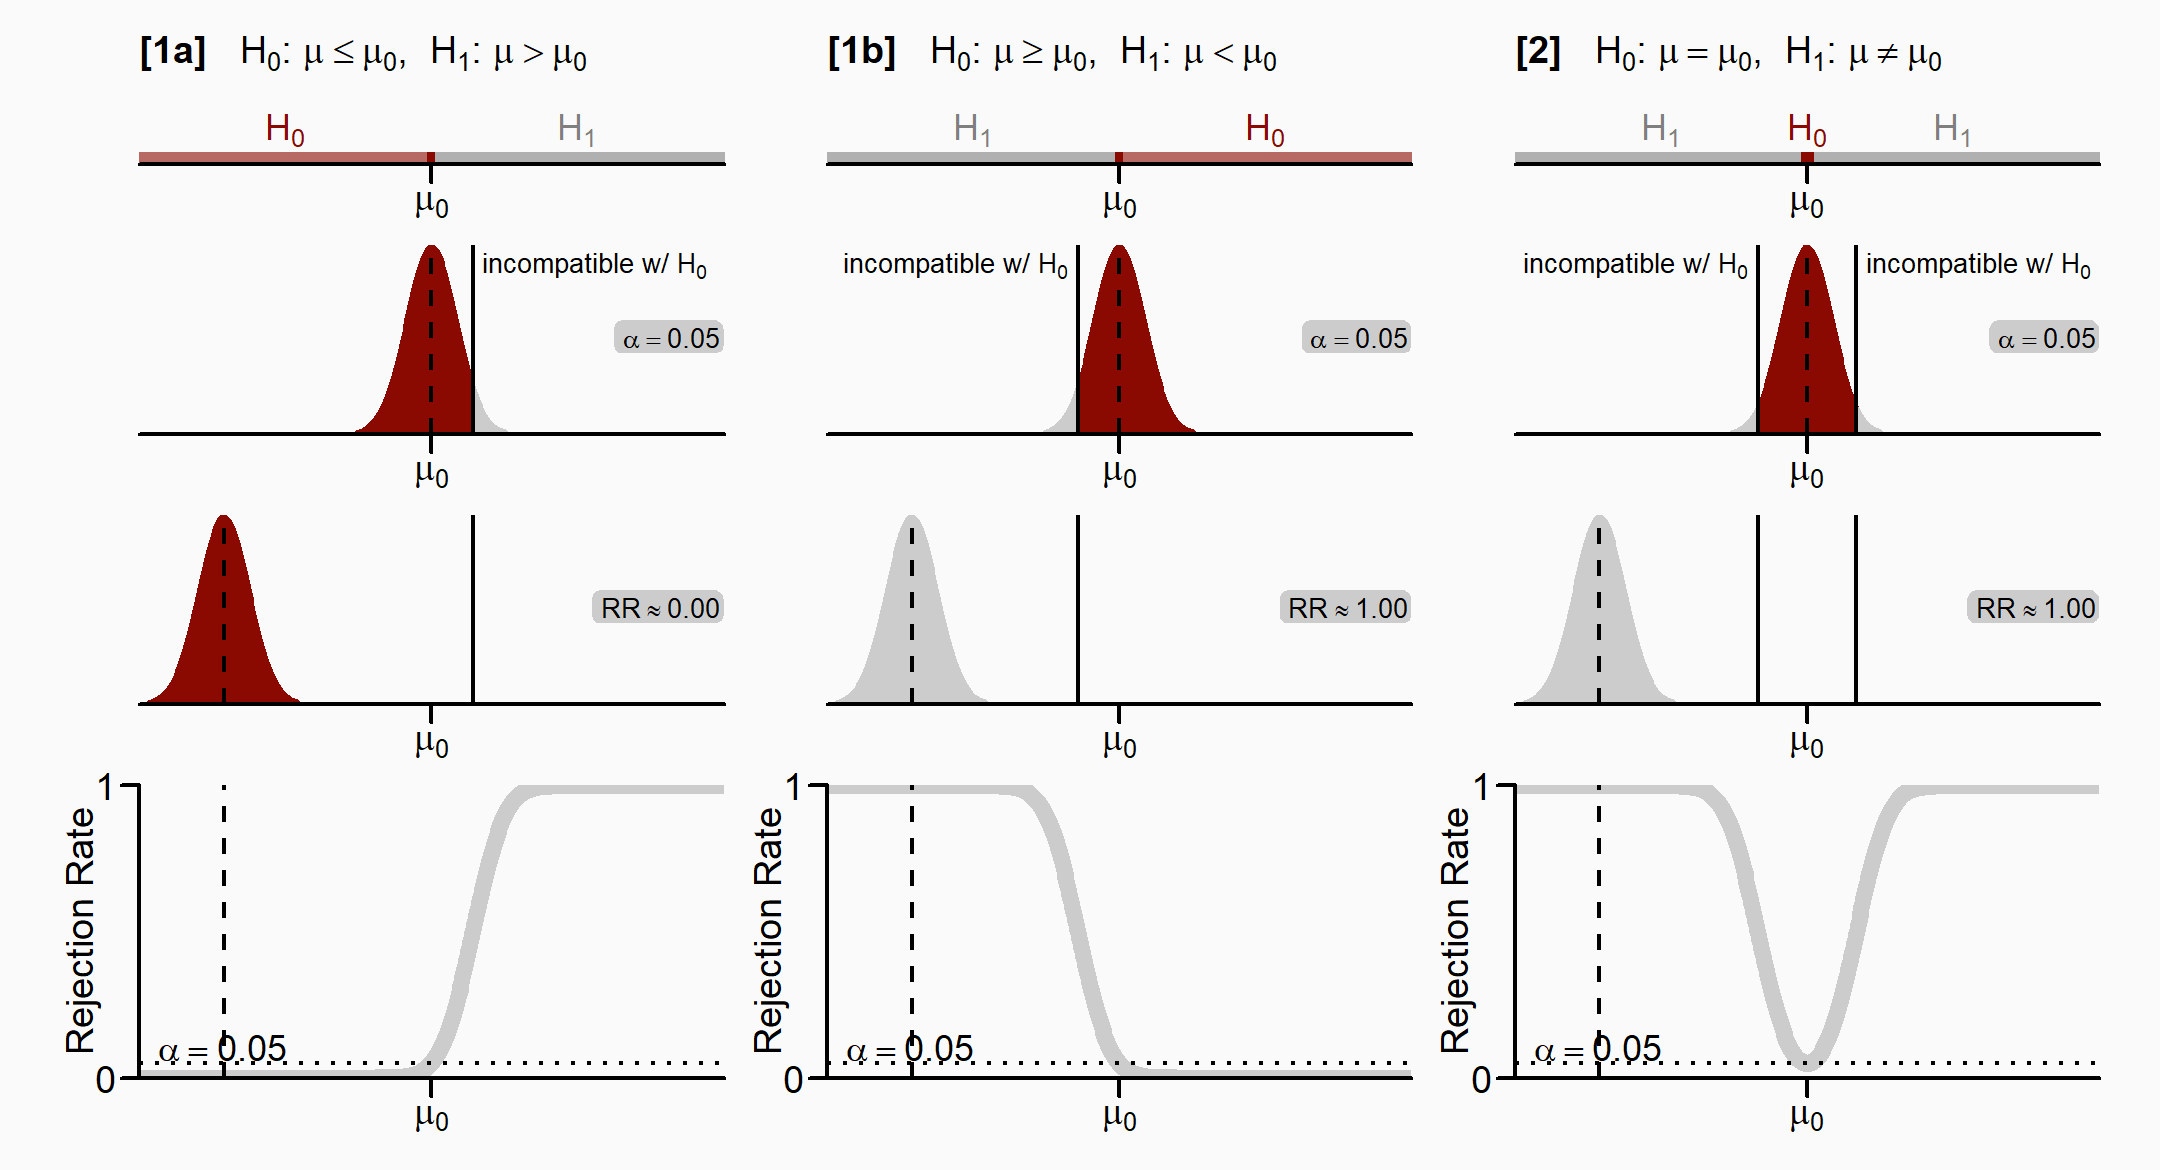 [1a] H₀: μ ≤ μ₀, H₁: μ > μ₀
H₀ H₁
μ₀
incompatible w/ H₀
α = 0.05
μ₀
RR ≈ 0.00
μ₀
1
Rejection Rate
α = 0.05
0
μ₀
[1b] H₀: μ ≥ μ₀, H₁: μ < μ₀
H₁ H₀
μ₀
incompatible w/ H₀
α = 0.05
μ₀
RR ≈ 1.00
μ₀
1
Rejection Rate
α = 0.05
0
μ₀
[2] H₀: μ = μ₀, H₁: μ ≠ μ₀
H₁ H₀ H₁
μ₀
incompatible w/ H₀ incompatible w/ H₀
α = 0.05
μ₀
RR ≈ 1.00
μ₀
1
Rejection Rate
α = 0.05
0
μ₀